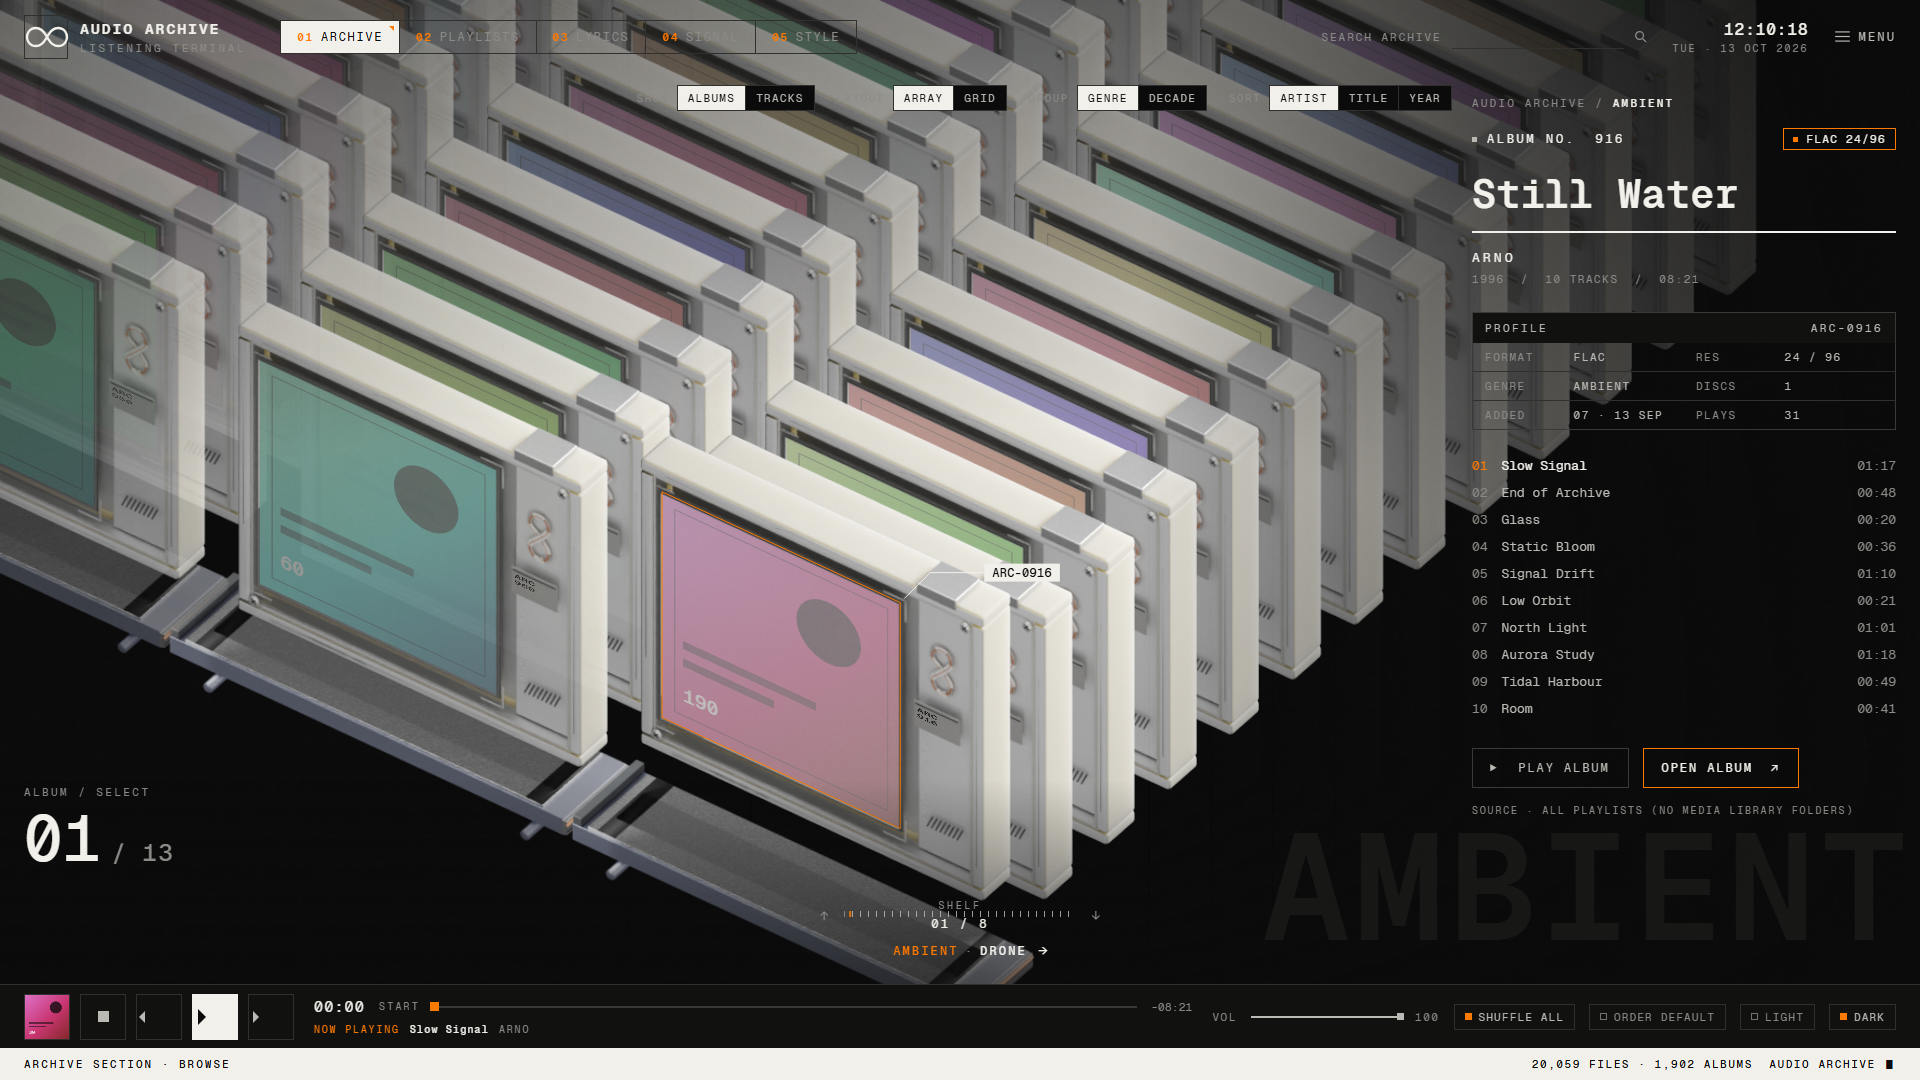 AUDIO ARCHIVE
LISTENING TERMINAL
01 ARCHIVE
02 PLAYLISTS
03 LYRICS
04 SIGNAL
05 STYLE
SEARCH ARCHIVE
12:10:18
TUE · 13 OCT 2026
MENU
ALBUMS TRACKS
ARRAY GRID
GROUP GENRE DECADE
SORT ARTIST TITLE YEAR
AUDIO ARCHIVE / AMBIENT
ALBUM NO. 916
FLAC 24/96
Still Water
ARNO
1996 / 10 TRACKS / 08:21
PROFILE ARC-0916
FORMAT FLAC RES 24 / 96
GENRE AMBIENT DISCS 1
ADDED 07 · 13 SEP PLAYS 31
01 Slow Signal 01:17
02 End of Archive 00:48
03 Glass 00:20
04 Static Bloom 00:36
05 Signal Drift 01:10
06 Low Orbit 00:21
07 North Light 01:01
08 Aurora Study 01:18
09 Tidal Harbour 00:49
10 Room 00:41
PLAY ALBUM
OPEN ALBUM
SOURCE · ALL PLAYLISTS (NO MEDIA LIBRARY FOLDERS)
AMBIENT
ARC-0916
60
190
ARC
916
ALBUM / SELECT
01 / 13
SHELF
01 / 8
AMBIENT · DRONE →
00:00 START -08:21
NOW PLAYING Slow Signal ARNO
VOL 100
SHUFFLE ALL
ORDER DEFAULT
LIGHT
DARK
ARCHIVE SECTION · BROWSE
20,059 FILES · 1,902 ALBUMS AUDIO ARCHIVE